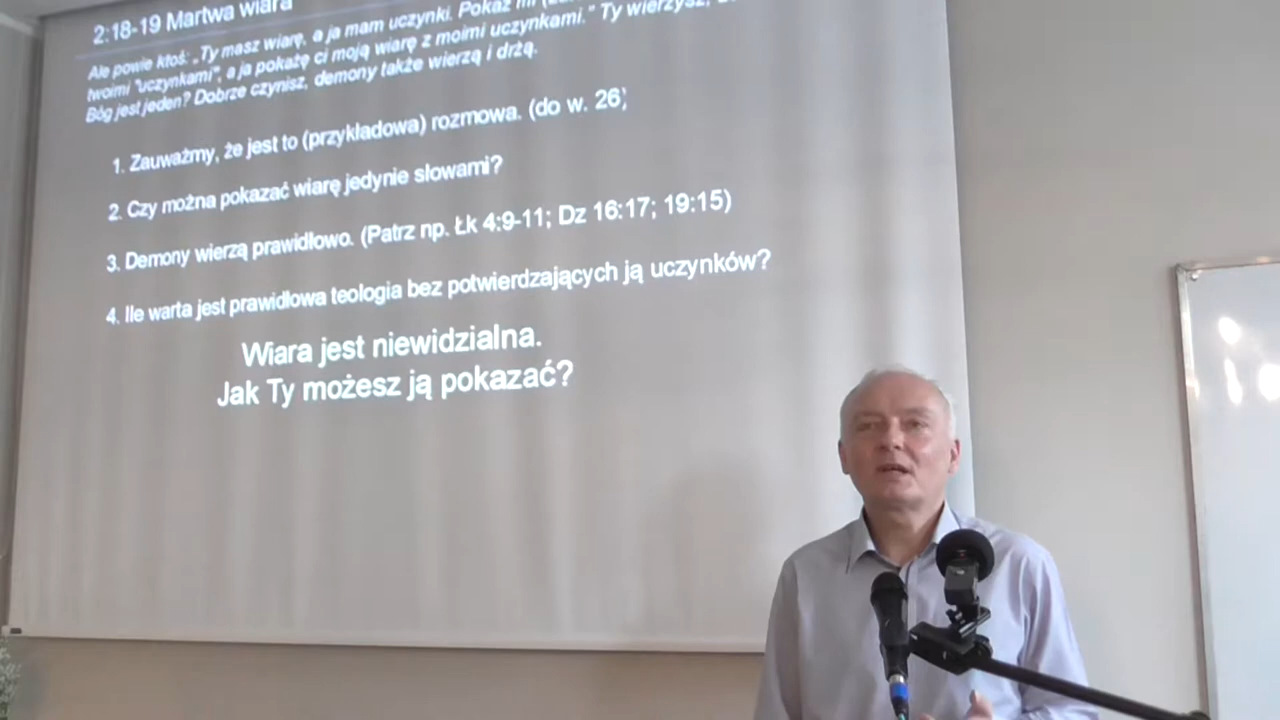 2:18-19 Martwa wiara
Ale powie ktoś: „Ty masz wiarę, a ja mam uczynki. Pokaż mi
twoimi "uczynkami", a ja pokażę ci moją wiarę z moimi uczynkami." Ty wierzysz,
Bóg jest jeden? Dobrze czynisz, demony także wierzą i drżą.
1. Zauważmy, że jest to (przykładowa) rozmowa. (do w. 26)
2. Czy można pokazać wiarę jedynie słowami?
3. Demony wierzą prawidłowo. (Patrz np. Łk 4:9-11; Dz 16:17; 19:15)
4. Ile warta jest prawidłowa teologia bez potwierdzających ją uczynków?
Wiara jest niewidzialna.
Jak Ty możesz ją pokazać?